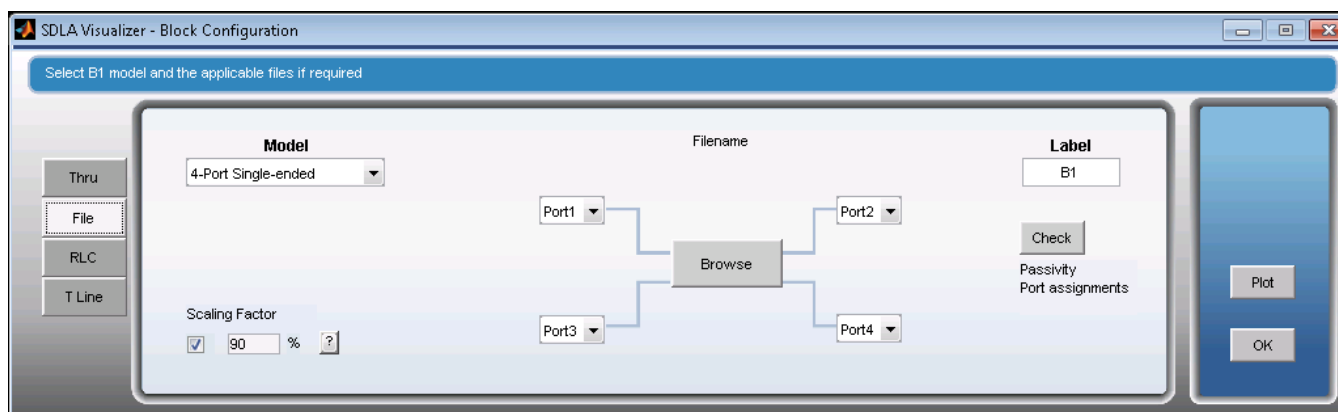 SDLA Visualizer - Block Configuration
Select B1 model and the applicable files if required
Thru
File
RLC
T Line
Model
4-Port Single-ended
Scaling Factor
90 % ?
Filename
Port1
Port2
Browse
Port3
Port4
Label
B1
Check
Passivity
Port assignments
Plot
OK